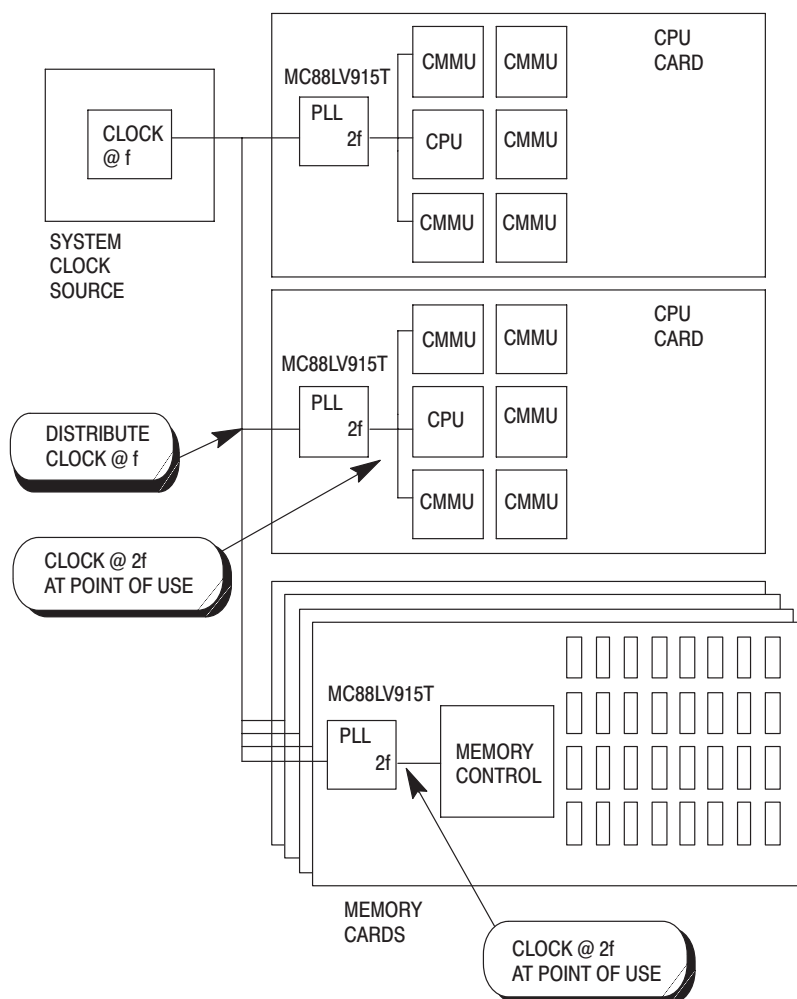 CPU
CARD
MC88LV915T
CMMU
CMMU
CLOCK
@ f
PLL
2f
CPU
CMMU
CMMU
CMMU
SYSTEM
CLOCK
SOURCE
CPU
CARD
MC88LV915T
CMMU
CMMU
PLL
2f
CPU
CMMU
CMMU
CMMU
DISTRIBUTE
CLOCK @ f
CLOCK @ 2f
AT POINT OF USE
MC88LV915T
PLL
2f
MEMORY
CONTROL
MEMORY
CARDS
CLOCK @ 2f
AT POINT OF USE